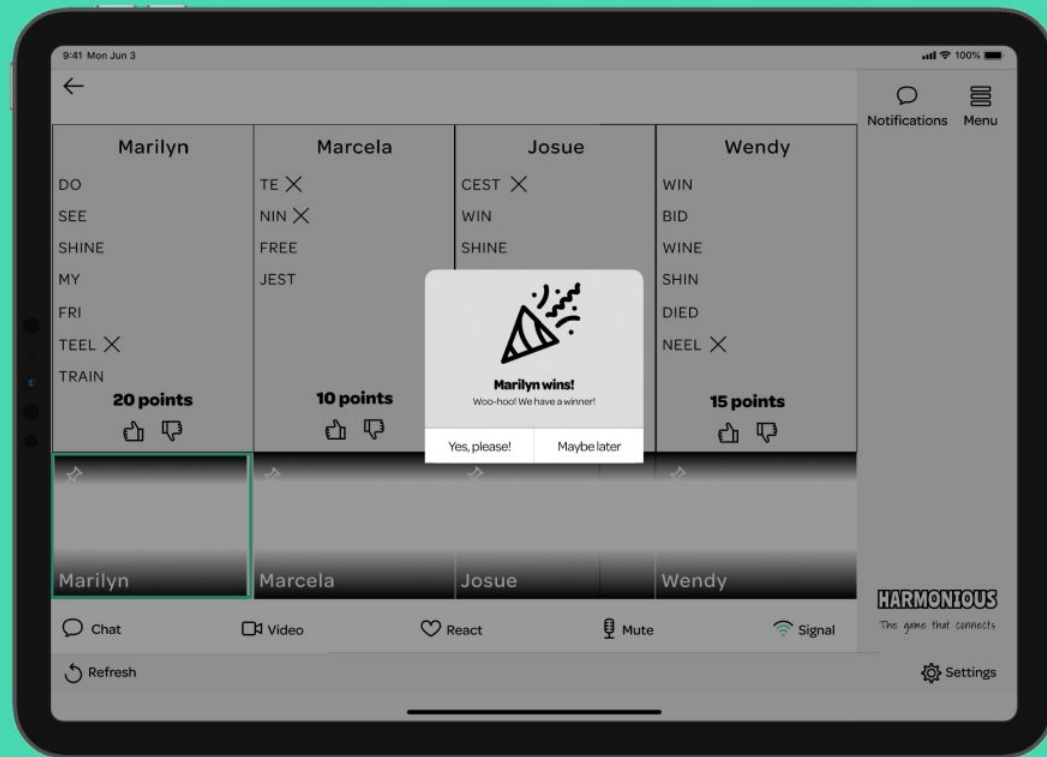 9:41 Mon Jun 3
100%
Notifications
Menu
Marilyn
DO
SEE
SHINE
MY
FRI
TEEL
TRAIN
20 points
Marcela
TE
NIN
FREE
JEST
10 points
Josue
CEST
WIN
SHINE
Wendy
WIN
BID
WINE
SHIN
DIED
NEEL
15 points
Marilyn wins!
Woo-hoo! We have a winner!
Yes, please!
Maybe later
Marilyn
Marcela
Josue
Wendy
Chat
Video
React
Mute
Signal
HARMONIOUS
The game that connects
Refresh
Settings